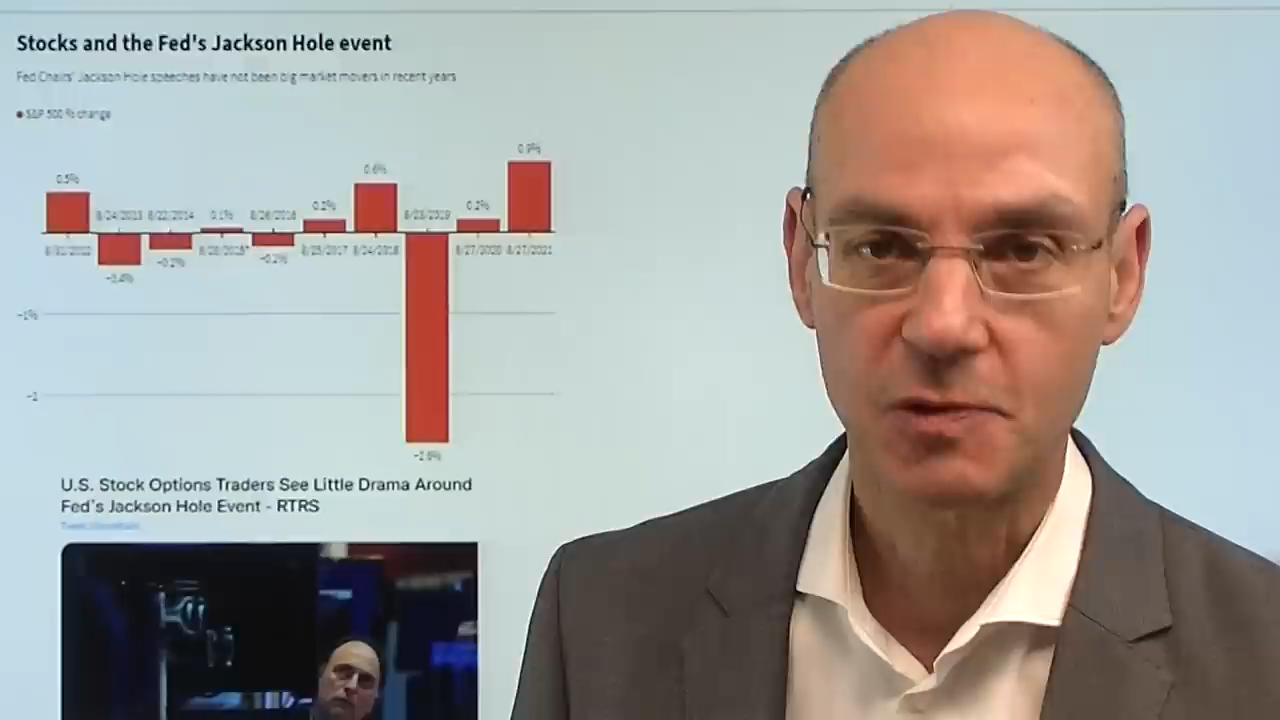 Stocks and the Fed's Jackson Hole event
Fed Chairs' Jackson Hole speeches have not been big market movers in recent years
S&P 500 % change
0.9%
0.6%
0.5%
0.2%
0.2%
8/24/2013 8/22/2014 0.1% 8/26/2016 8/23/2019
8/31/2012 8/25/2017 8/24/2018 8/27/2020 8/27/2021
-0.2% -0.2%
-0.4%
-1%
-1
-2.6%
U.S. Stock Options Traders See Little Drama Around
Fed's Jackson Hole Event - RTRS